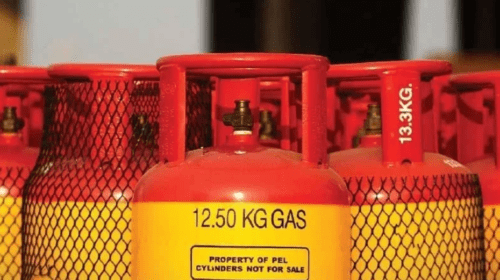 13.3KG.
12.50 KG GAS
PROPERTY OF PEL
CYLINDERS NOT FOR SALE